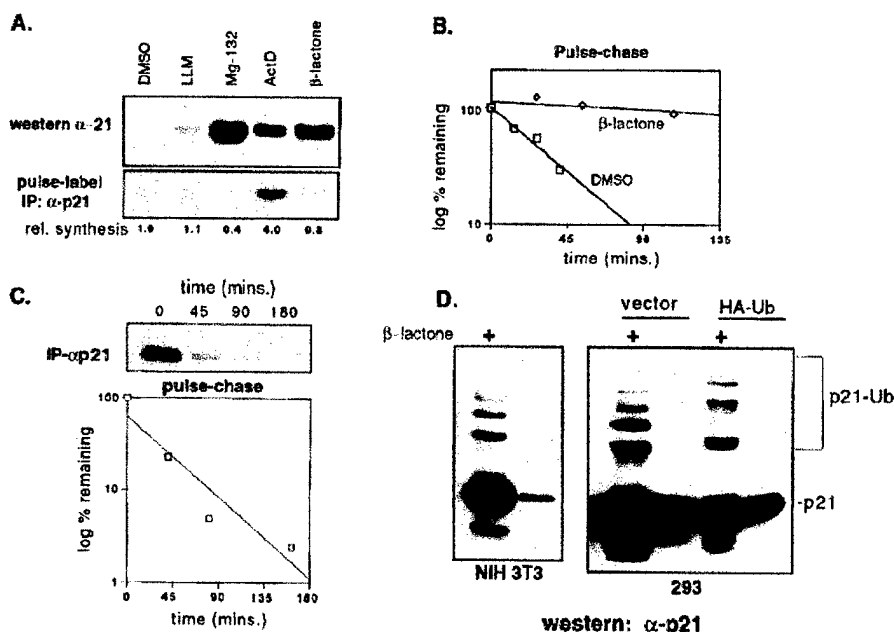 A.
DMSO
LLM
Mg-132
ActD
β-lactone
western α-21
pulse-label
IP: α-p21
rel. synthesis 1.0 1.1 0.4 4.0 0.8
B.
Pulse-chase
log % remaining
100
10
β-lactone
DMSO
0 45 90 135
time (mins.)
C.
time (mins.)
0 45 90 180
IP-αp21
pulse-chase
log % remaining
100
10
1
0 45 90 135 180
time (mins.)
D.
vector HA-Ub
β-lactone + + +
p21-Ub
-p21
NIH 3T3
293
western: α-p21